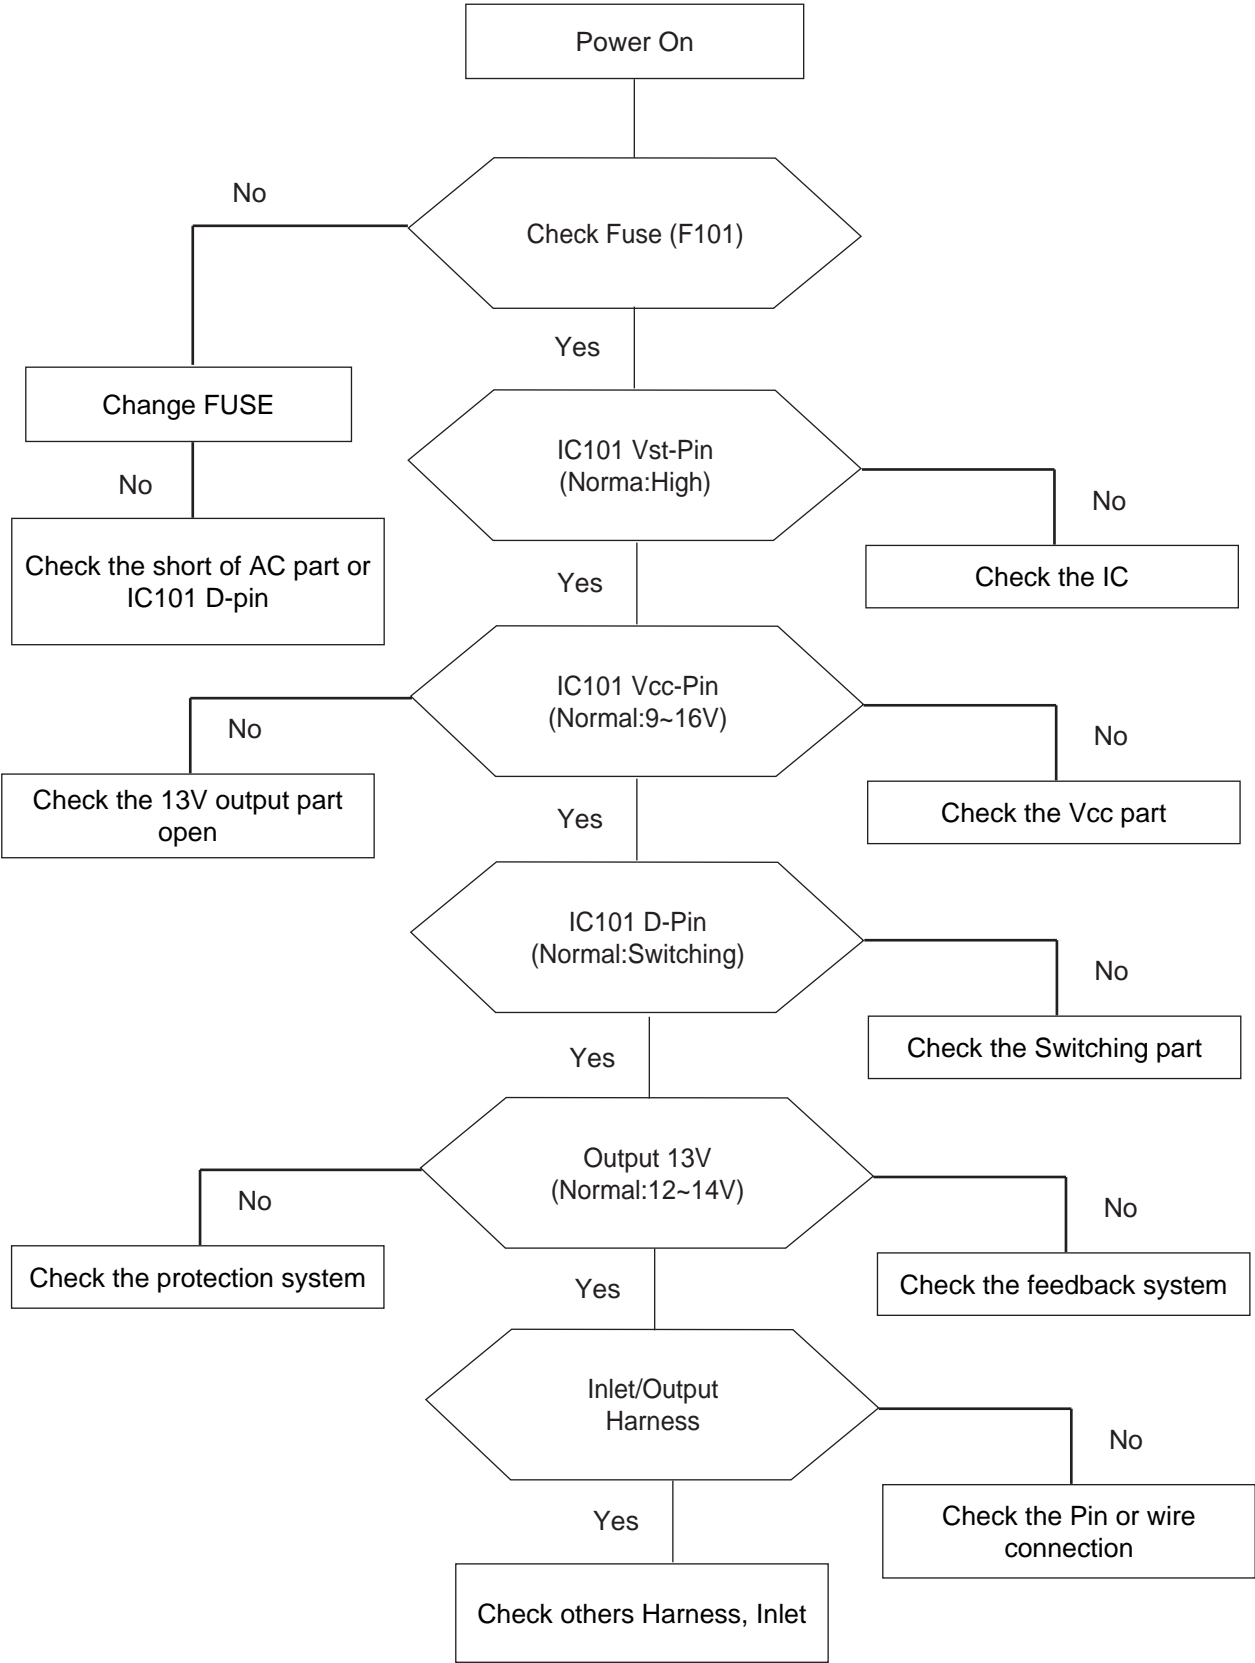 Power On
No
Check Fuse (F101)
Yes
Change FUSE
IC101 Vst-Pin
(Norma:High)
No
No
Check the short of AC part or
IC101 D-pin
Yes
Check the IC
IC101 Vcc-Pin
(Normal:9~16V)
No
No
Check the 13V output part
open
Yes
Check the Vcc part
IC101 D-Pin
(Normal:Switching)
No
Yes
Check the Switching part
Output 13V
(Normal:12~14V)
No
No
Check the protection system
Yes
Check the feedback system
Inlet/Output
Harness
No
Yes
Check the Pin or wire
connection
Check others Harness, Inlet